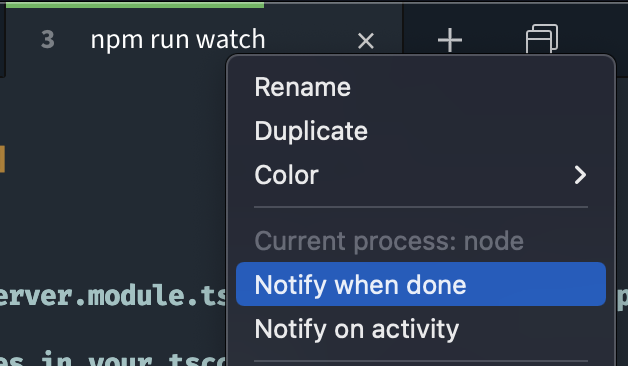 3 npm run watch
Rename
Duplicate
Color
Current process: node
Notify when done
erver.module.ts
Notify on activity
es in your tsco